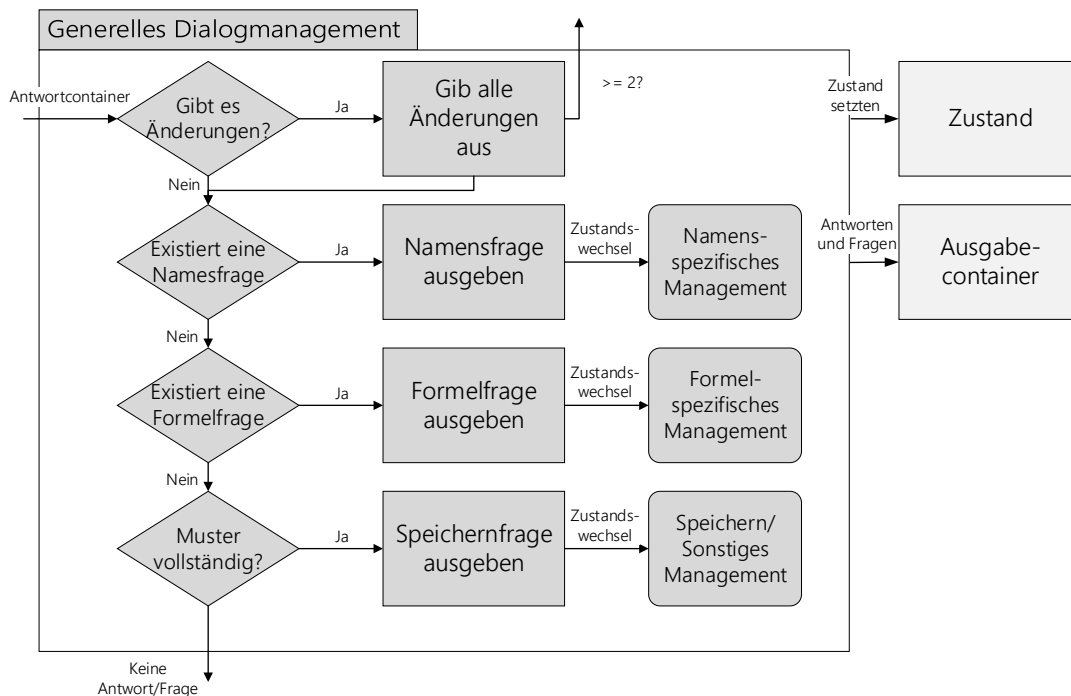 Generelles Dialogmanagement
Antwortcontainer
Gibt es
Änderungen?
Ja
Gib alle
Änderungen
aus
>= 2?
Zustand
setzten
Zustand
Nein
Existiert eine
Namesfrage
Ja
Namensfrage
ausgeben
Zustands-
wechsel
Namens-
spezifisches
Management
Antworten
und Fragen
Ausgabe-
container
Nein
Existiert eine
Formelfrage
Ja
Formelfrage
ausgeben
Zustands-
wechsel
Formel-
spezifisches
Management
Nein
Muster
vollständig?
Ja
Speichernfrage
ausgeben
Zustands-
wechsel
Speichern/
Sonstiges
Management
Keine
Antwort/Frage